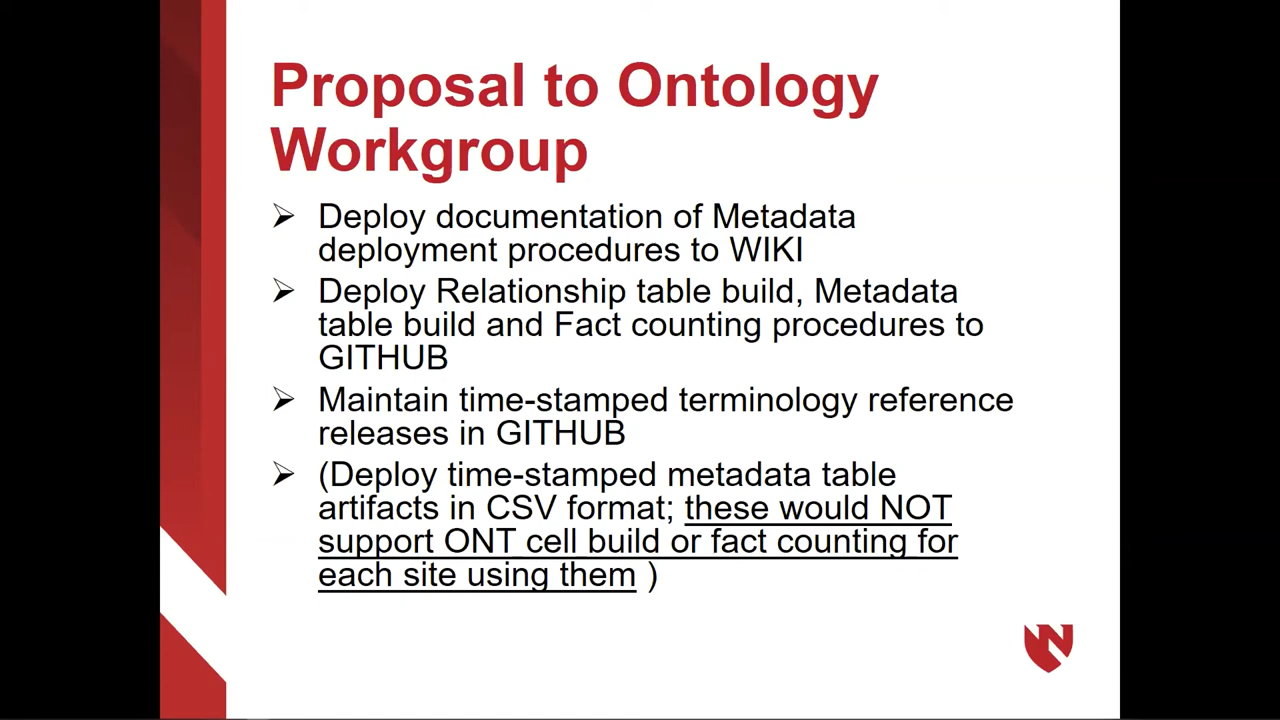 Proposal to Ontology
Workgroup
Deploy documentation of Metadata
deployment procedures to WIKI
Deploy Relationship table build, Metadata
table build and Fact counting procedures to
GITHUB
Maintain time-stamped terminology reference
releases in GITHUB
(Deploy time-stamped metadata table
artifacts in CSV format; these would NOT
support ONT cell build or fact counting for
each site using them )